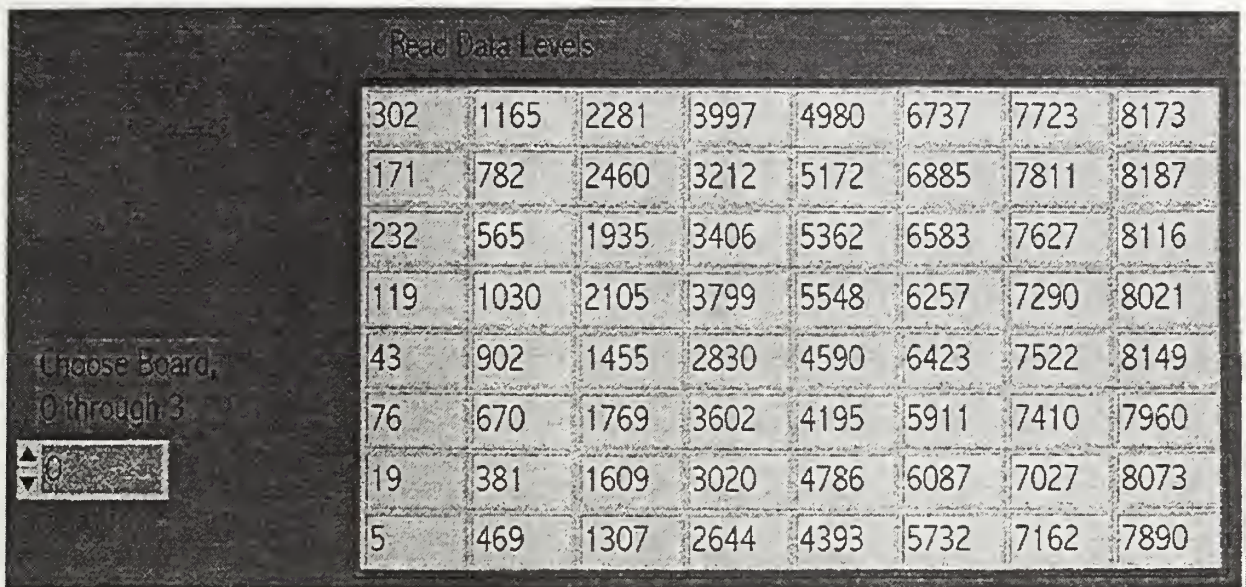 Read Data Levels
302 1165 2281 3997 4980 6737 7723 8173
171 782 2460 3212 5172 6885 7811 8187
232 565 1935 3406 5362 6583 7627 8116
119 1030 2105 3799 5548 6257 7290 8021
43 902 1455 2830 4590 6423 7522 8149
76 670 1769 3602 4195 5911 7410 7960
19 381 1609 3020 4786 6087 7027 8073
5 469 1307 2644 4393 5732 7162 7890
Choose Board,
0 through 3
0